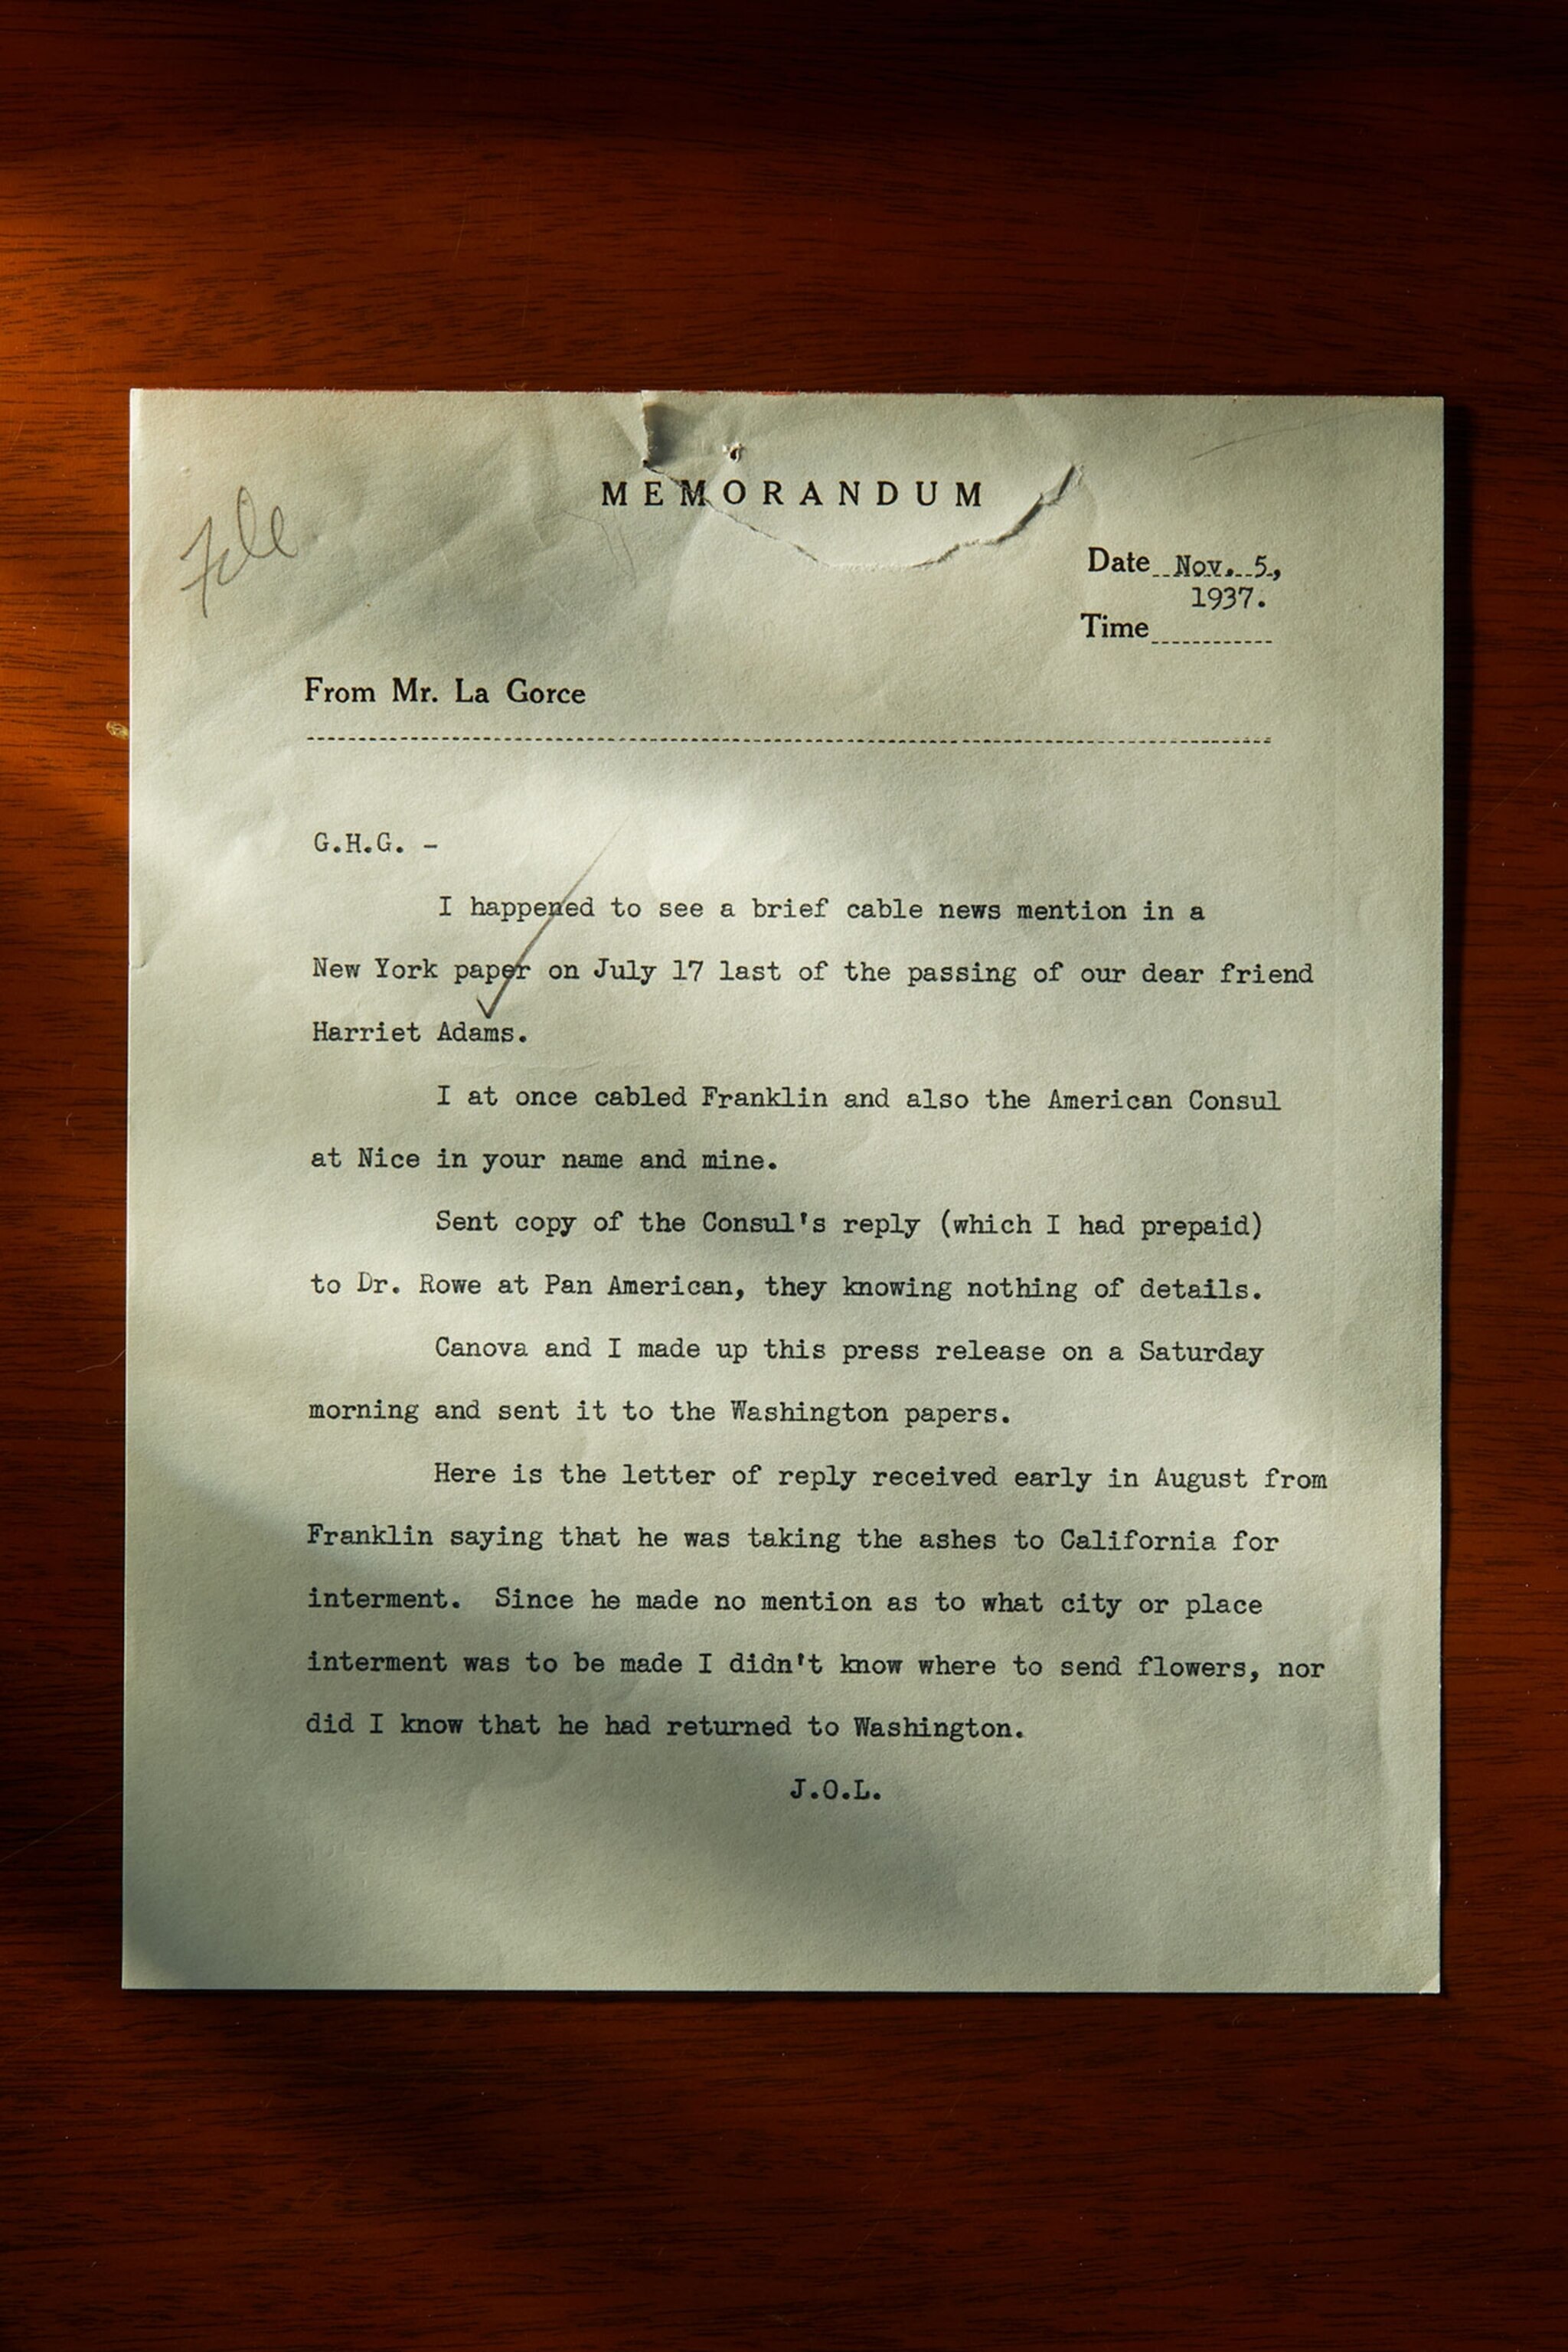 MEMORANDUM
File
Date Nov. 5,
1937.
Time
From Mr. La Gorce
G.H.G. -
I happened to see a brief cable news mention in a
New York paper on July 17 last of the passing of our dear friend
Harriet Adams.
I at once cabled Franklin and also the American Consul
at Nice in your name and mine.
Sent copy of the Consul's reply (which I had prepaid)
to Dr. Rowe at Pan American, they knowing nothing of details.
Canova and I made up this press release on a Saturday
morning and sent it to the Washington papers.
Here is the letter of reply received early in August from
Franklin saying that he was taking the ashes to California for
interment. Since he made no mention as to what city or place
interment was to be made I didn't know where to send flowers, nor
did I know that he had returned to Washington.
J.O.L.